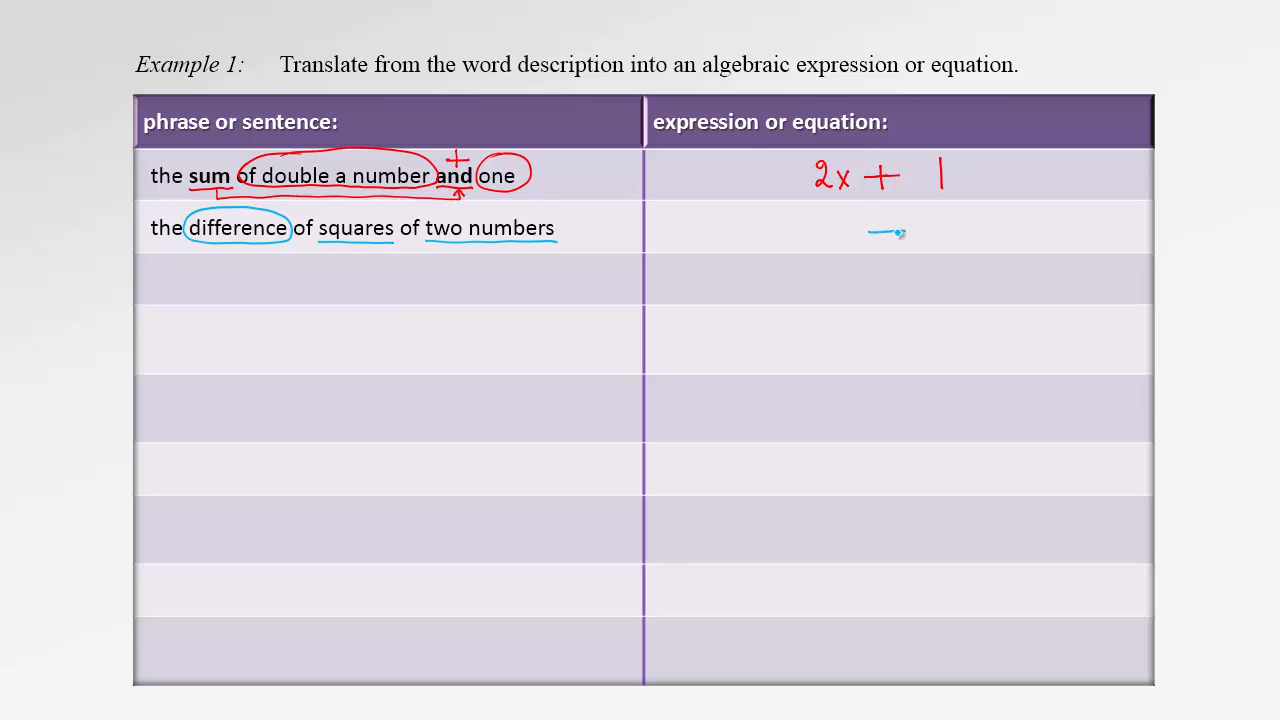 Example 1: Translate from the word description into an algebraic expression or equation.
phrase or sentence: expression or equation:
+
the sum of double a number and one 2x + 1
the difference of squares of two numbers —